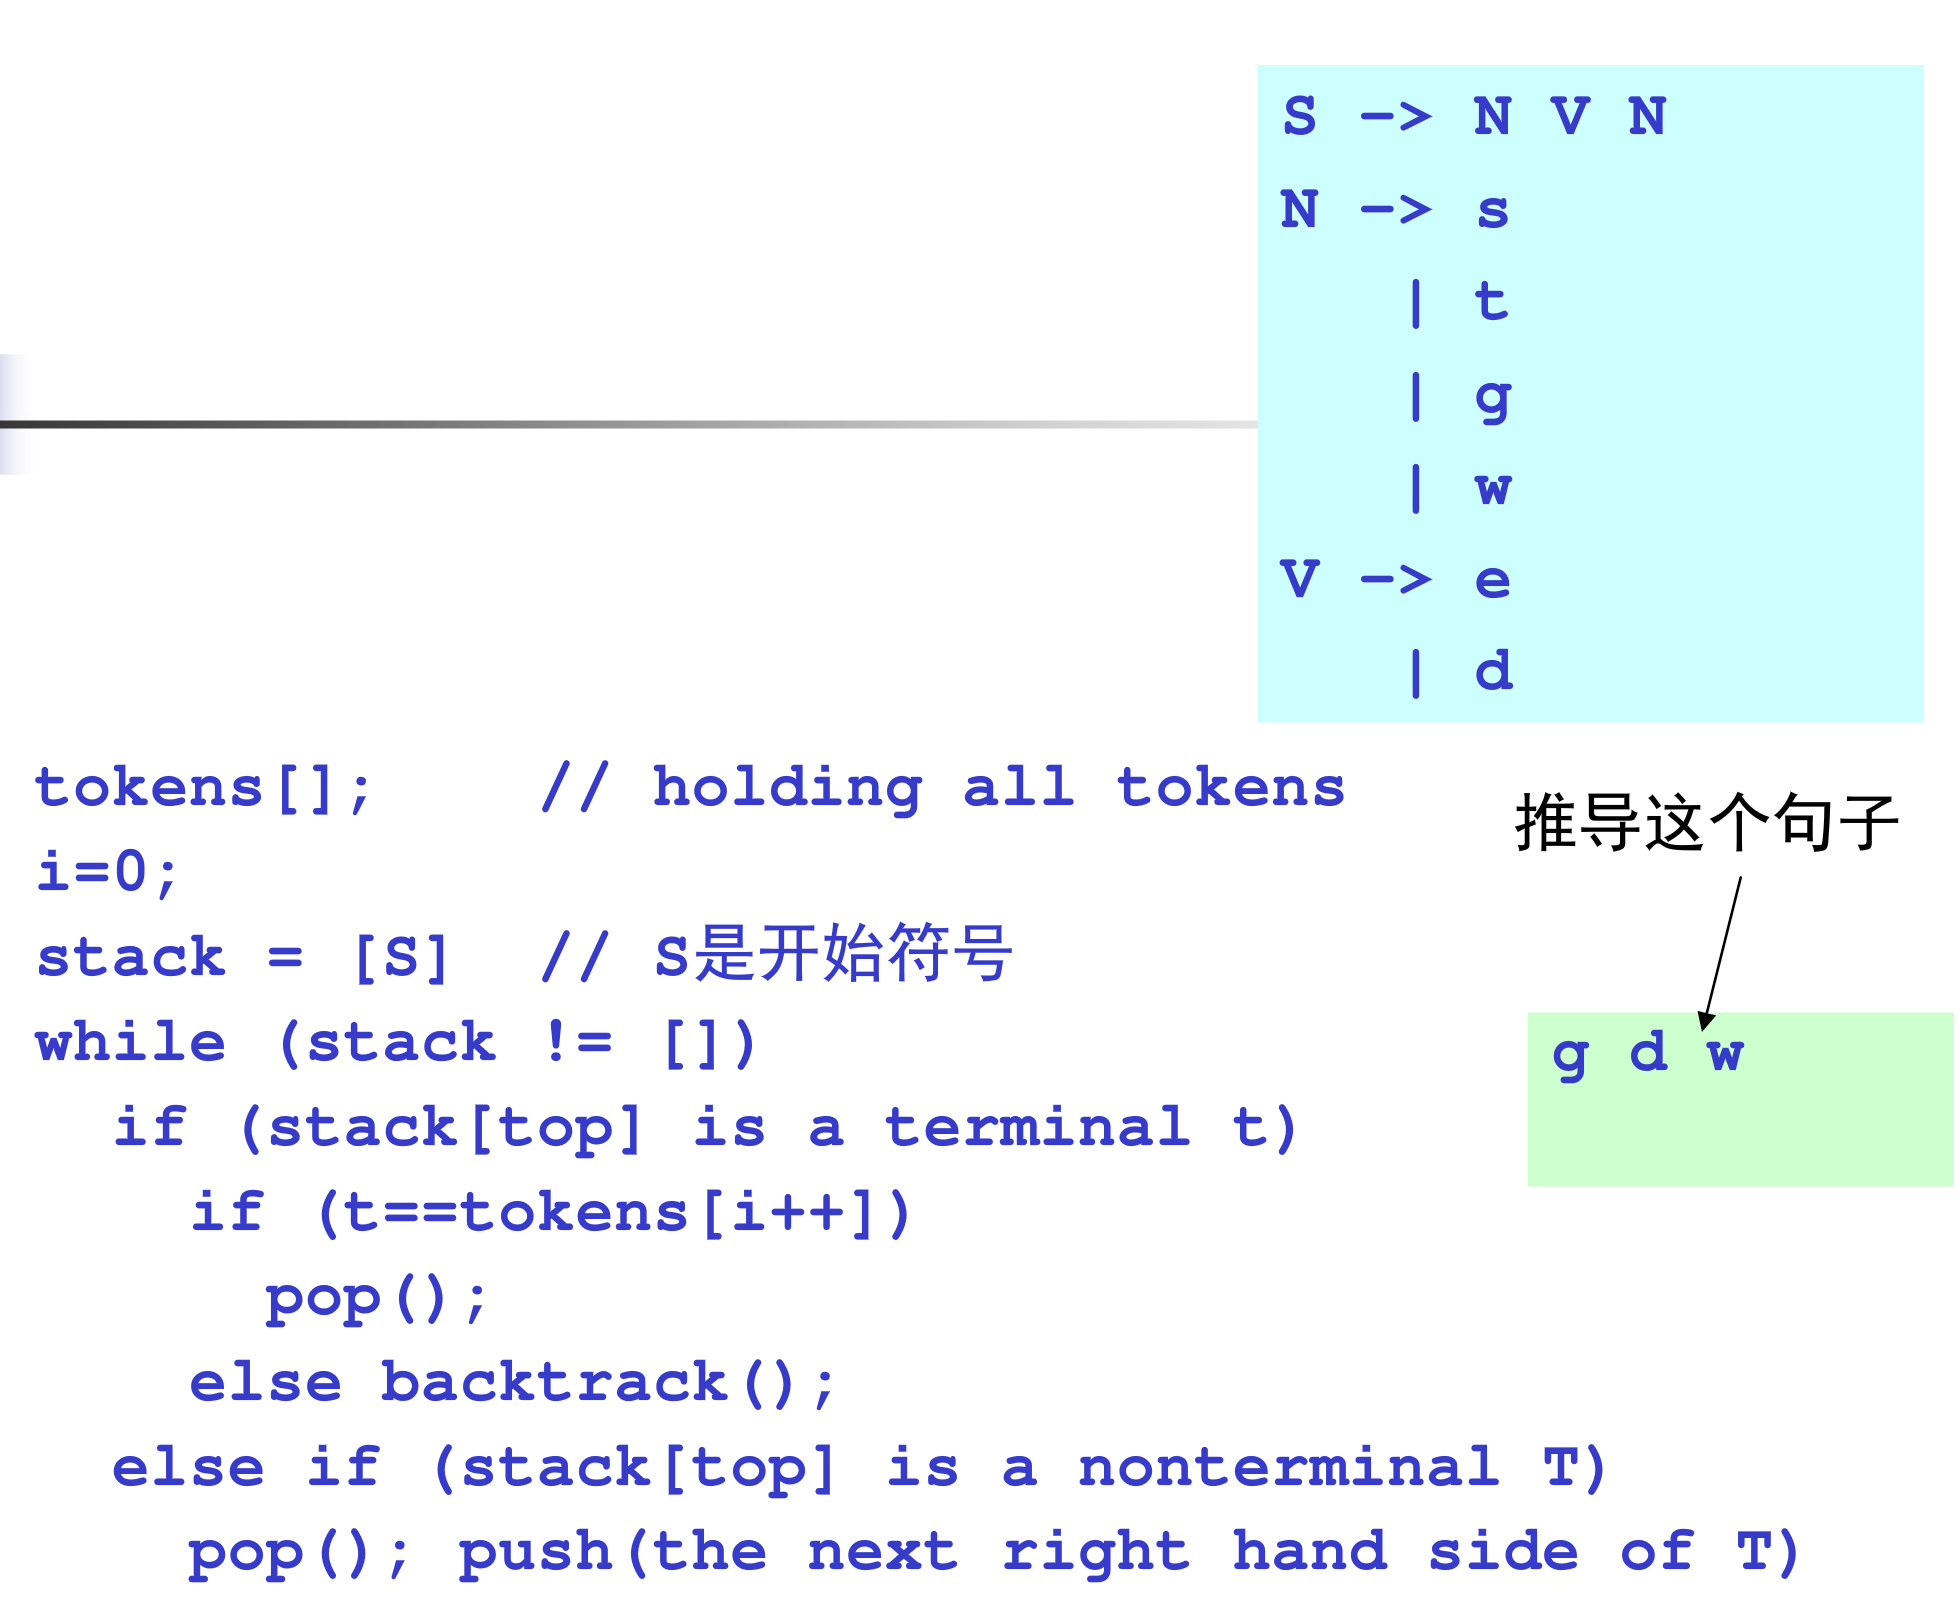 S -> N V N
N -> s
| t
| g
| w
V -> e
| d
tokens[]; // holding all tokens
i=0;
stack = [S] // S是开始符号
while (stack != [])
if (stack[top] is a terminal t)
if (t==tokens[i++])
pop();
else backtrack();
else if (stack[top] is a nonterminal T)
pop(); push(the next right hand side of T)
推导这个句子
g d w